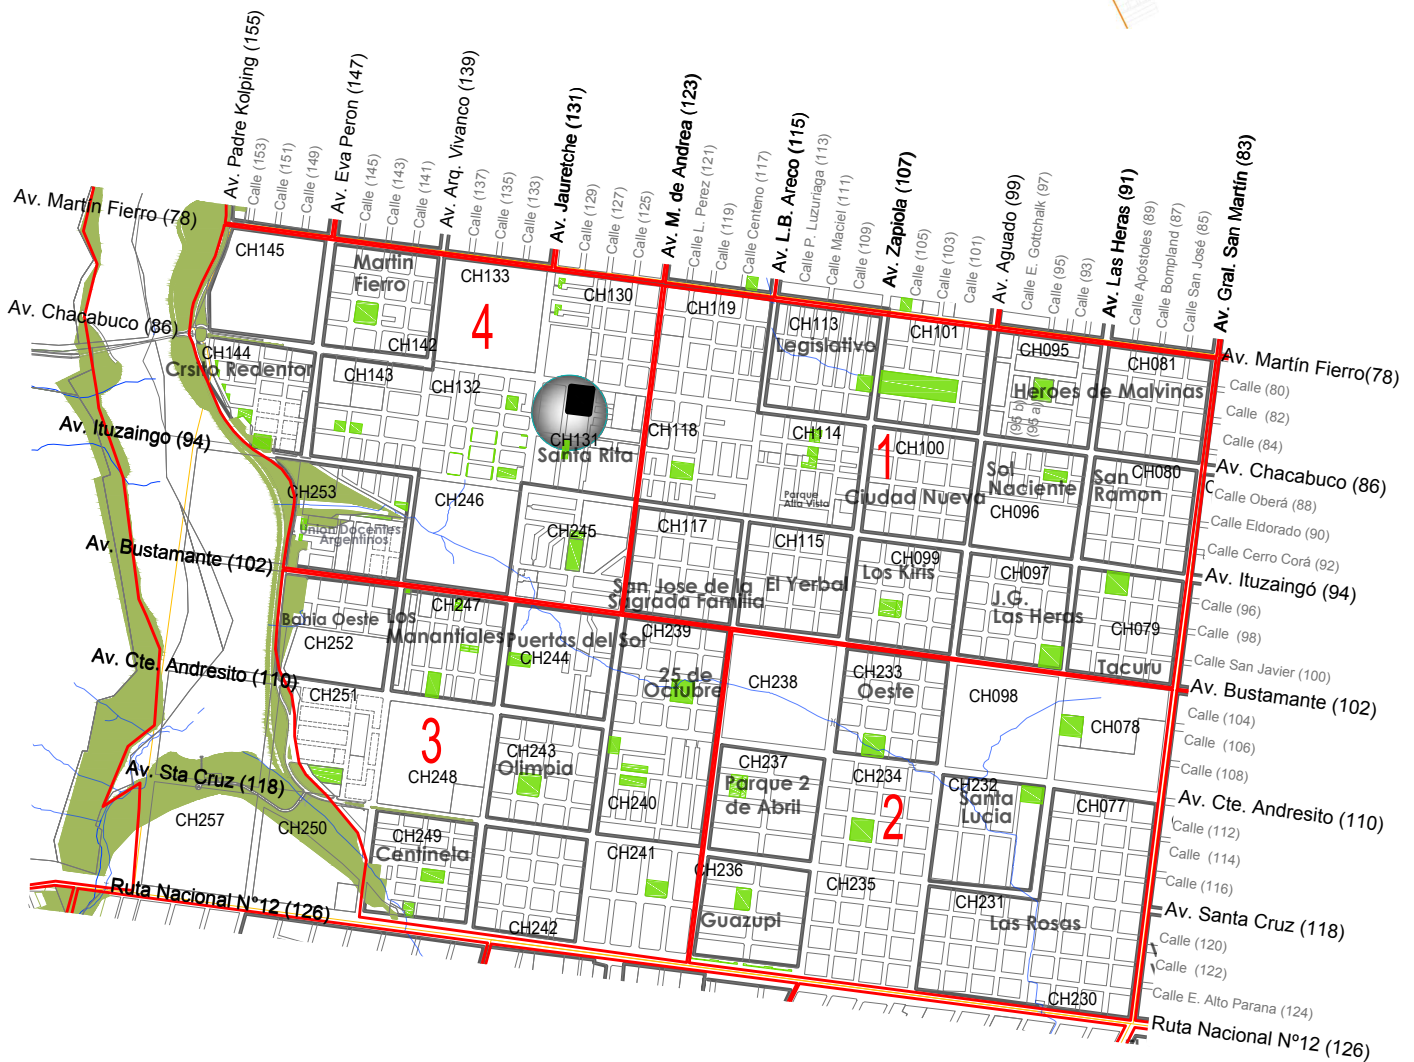 Av. Padre Kolping (155)
Calle (153)
Calle (151)
Calle (149)
Av. Eva Peron (147)
Calle (145)
Calle (143)
Calle (141)
Av. Arq. Vivanco (139)
Calle (137)
Calle (135)
Calle (133)
Av. Jauretche (131)
Calle (129)
Calle (127)
Calle (125)
Av. M. de Andrea (123)
Calle L. Perez (121)
Calle (119)
Calle Centeno (117)
Av. L.B. Areco (115)
Calle P. Luzuriaga (113)
Calle Maciel (111)
Calle (109)
Av. Zapiola (107)
Calle (105)
Calle (103)
Calle (101)
Av. Aguado (99)
Calle E. Gottchalk (97)
Calle (95)
Calle (93)
Av. Las Heras (91)
Calle Apóstoles (89)
Calle Bompland (87)
Calle San José (85)
Av. Gral. San Martin (83)
Av. Martín Fierro (78)
Av. Chacabuco (86)
Av. Ituzaingo (94)
Av. Bustamante (102)
Av. Cte. Andresito (110)
Av. Sta Cruz (118)
Ruta Nacional N°12 (126)
Av. Martín Fierro(78)
Calle (80)
Calle (82)
Calle (84)
Av. Chacabuco (86)
Calle Oberá (88)
Calle Eldorado (90)
Calle Cerro Corá (92)
Av. Ituzaingó (94)
Calle (96)
Calle (98)
Calle San Javier (100)
Av. Bustamante (102)
Calle (104)
Calle (106)
Calle (108)
Av. Cte. Andresito (110)
Calle (112)
Calle (114)
Calle (116)
Av. Santa Cruz (118)
Calle (120)
Calle (122)
Calle E. Alto Parana (124)
Ruta Nacional Nº12 (126)
CH145
Martin
Fierro
CH142
CH133
4
CH130
CH119
CH113
Legislativo
CH101
CH095
Heroes de Malvinas
CH081
CH144
Crsito Redentor
CH143
CH132
CH131
Santa Rita
CH118
CH114
Parque
Alta Vista
1
CH100
Ciudad Nueva
Sol
Naciente
CH096
San
Ramon
CH080
CH253
Union Docentes
Argentinos
CH246
CH245
CH117
San Jose de la
Sagrada Familia
CH115
El Yerbal
CH099
Los Kiris
CH097
J.G.
Las Heras
CH079
Tacuru
Bahia Oeste
CH252
CH247
Los
Manantiales
Puertas del Sol
CH244
CH239
25 de
Octubre
CH238
CH233
Oeste
CH098
CH078
CH251
3
CH248
CH243
Olimpia
CH240
CH237
Parque 2
de Abril
CH234
2
CH232
Santa
Lucia
CH077
CH257
CH250
CH249
Centinela
CH242
CH241
CH236
Guazupi
CH235
CH231
Las Rosas
CH230